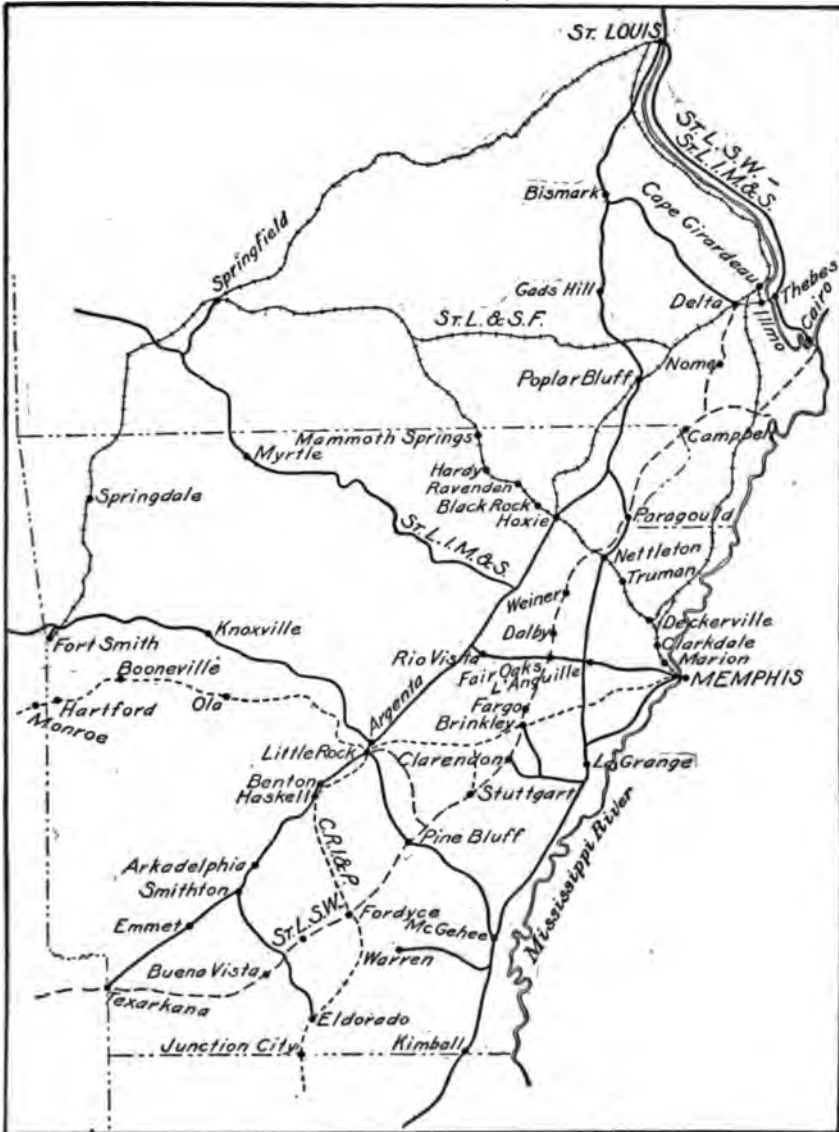 ST. LOUIS
ST. L. S. W. –
ST. L. I. M. & S.
Bismark
Cape Girardeau
Springfield
Gads Hill
Delta
Thebes
Illmo
Cairo
ST. L. & S. F.
Nome
Poplar Bluff
Mammoth Springs
Campbel
Myrtle
Hardy
Ravenden
Springdale
Black Rock
Hoxie
Paragould
ST. L. I. M. & S.
Nettleton
Truman
Weiner
Deckerville
Dalby
Knoxville
Fort Smith
Clarkdale
Rio Vista
Marion
Booneville
Fair Oaks
L'Anguille
MEMPHIS
Ola
Hartford
Monroe
Argenta
Fargo
Brinkley
Little Rock
Clarendon
La Grange
Benton
Haskell
Stuttgart
C. R. I. & P.
Pine Bluff
Mississippi River
Arkadelphia
Smithton
ST. L. S. W.
Fordyce
Emmet
McGehee
Warren
Buena Vista
Texarkana
Eldorado
Junction City
Kimball